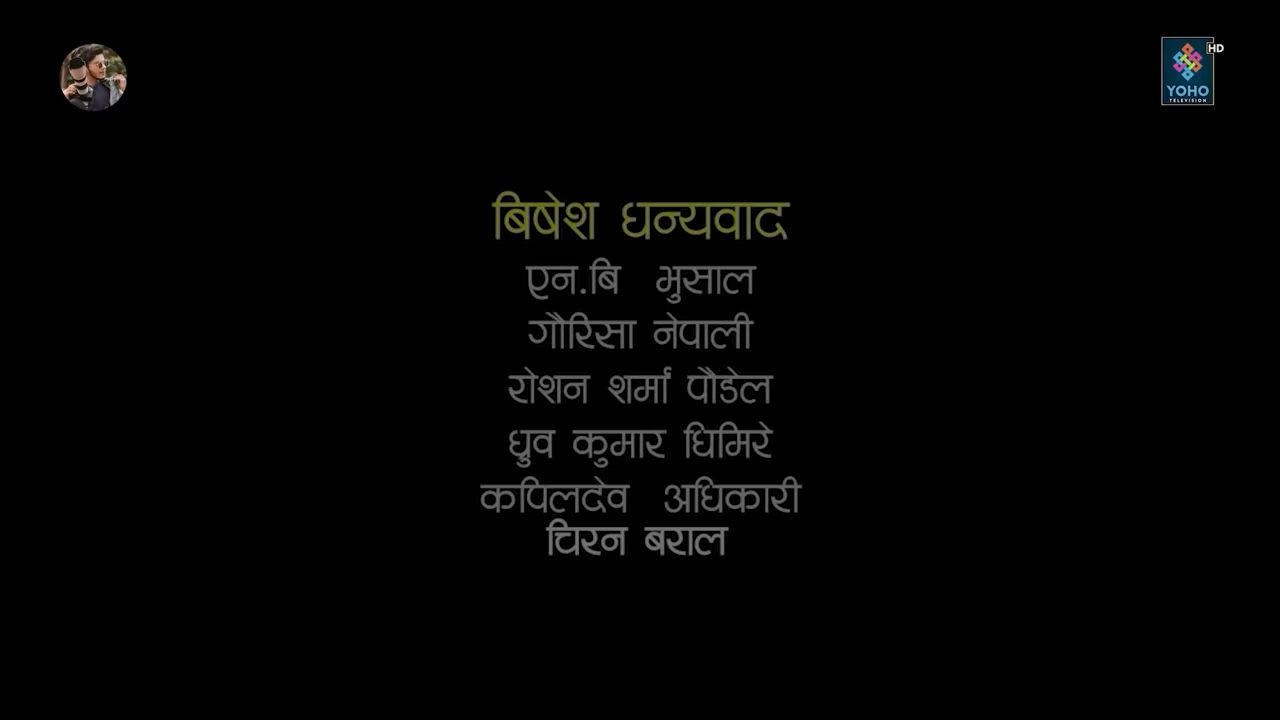 HD
YOHO
TELEVISION
बिषेश धन्यवाद
एन.बि भुसाल
गौरिसा नेपाली
रोशन शर्मा पौडेल
ध्रुव कुमार घिमिरे
कपिलदेव अधिकारी
चिरन बराल